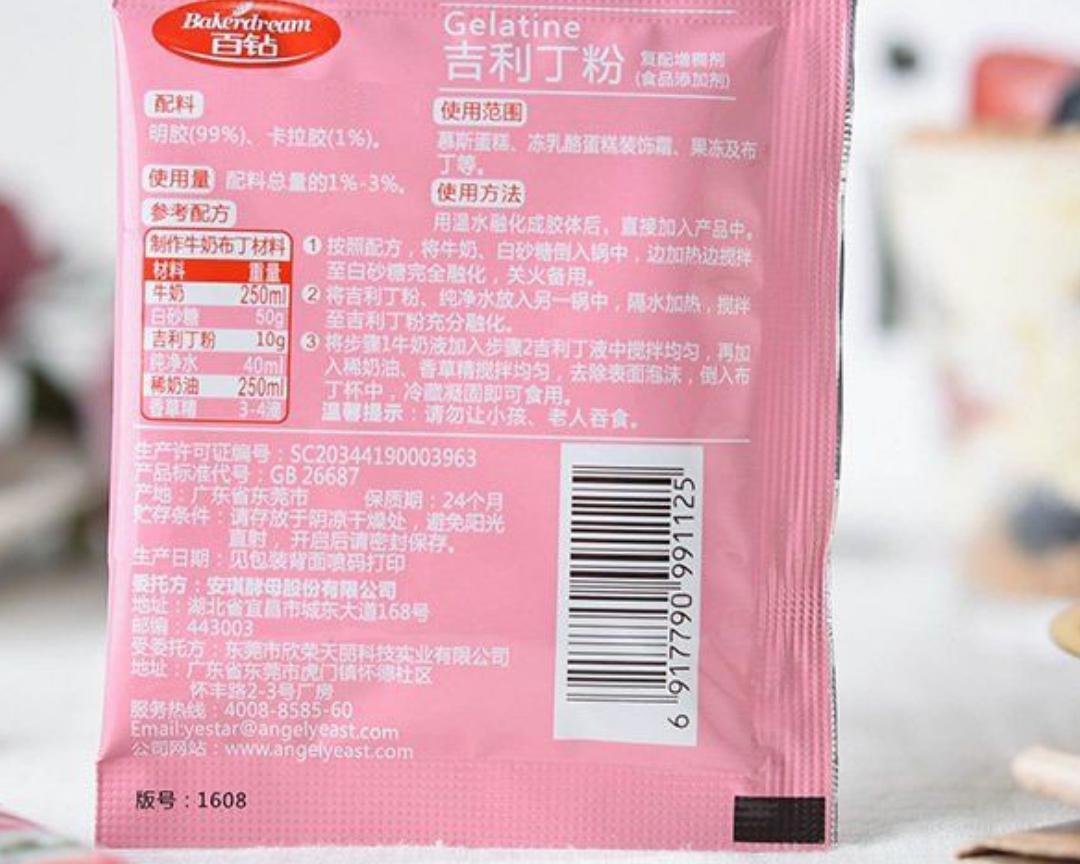 Bakerdream
百钻
Gelatine
吉利丁粉
复配增稠剂
(食品添加剂)
配料
明胶(99%)、卡拉胶(1%)。
使用量 配料总量的1%-3%。
使用范围
慕斯蛋糕、冻乳酪蛋糕装饰霜、果冻及布
丁等。
使用方法
用温水融化成胶体后，直接加入产品中。
参考配方
制作牛奶布丁材料
材料 重量
牛奶 250ml
白砂糖 50g
吉利丁粉 10g
纯净水 40ml
稀奶油 250ml
香草精 3-4滴
① 按照配方，将牛奶、白砂糖倒入锅中，边加热边搅拌
至白砂糖完全融化，关火备用。
② 将吉利丁粉、纯净水放入另一锅中，隔水加热，搅拌
至吉利丁粉充分融化。
③ 将步骤1牛奶液加入步骤2吉利丁液中搅拌均匀，再加
入稀奶油、香草精搅拌均匀，去除表面泡沫，倒入布
丁杯中，冷藏凝固即可食用。
温馨提示：请勿让小孩、老人吞食。
生产许可证编号：SC20344190003963
产品标准代号：GB 26687
产地：广东省东莞市 保质期：24个月
贮存条件：请存放于阴凉干燥处，避免阳光
直射，开启后请密封保存。
生产日期：见包装背面喷码打印
委托方：安琪酵母股份有限公司
地址：湖北省宜昌市城东大道168号
邮编：443003
受委托方：东莞市欣荣天丽科技实业有限公司
地址：广东省东莞市虎门镇怀德社区
怀丰路2-3号厂房
服务热线：4008-8585-60
Email:yestar@angelyeast.com
公司网站：www.angelyeast.com
6 917790 991125
版号：1608